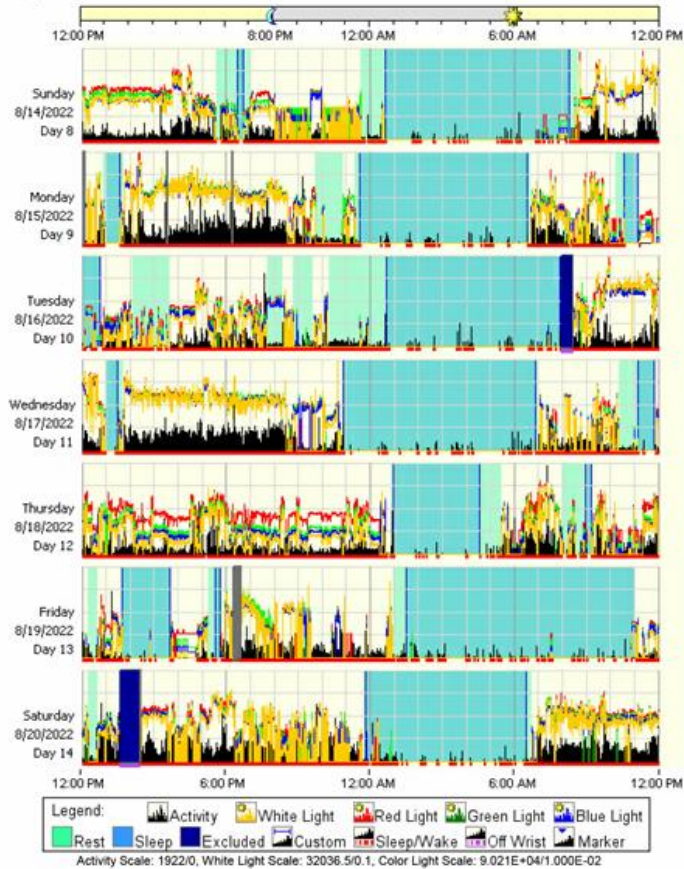 12:00 PM 8:00 PM 12:00 AM 6:00 AM 12:00 PM
Sunday
8/14/2022
Day 8
Monday
8/15/2022
Day 9
Tuesday
8/16/2022
Day 10
Wednesday
8/17/2022
Day 11
Thursday
8/18/2022
Day 12
Friday
8/19/2022
Day 13
Saturday
8/20/2022
Day 14
12:00 PM 6:00 PM 12:00 AM 6:00 AM 12:00 PM
Legend: Activity White Light Red Light Green Light Blue Light
Rest Sleep Excluded Custom Sleep/Wake Off Wrist Marker
Activity Scale: 1922/0, White Light Scale: 32036.5/0.1, Color Light Scale: 9.021E+04/1.000E-02